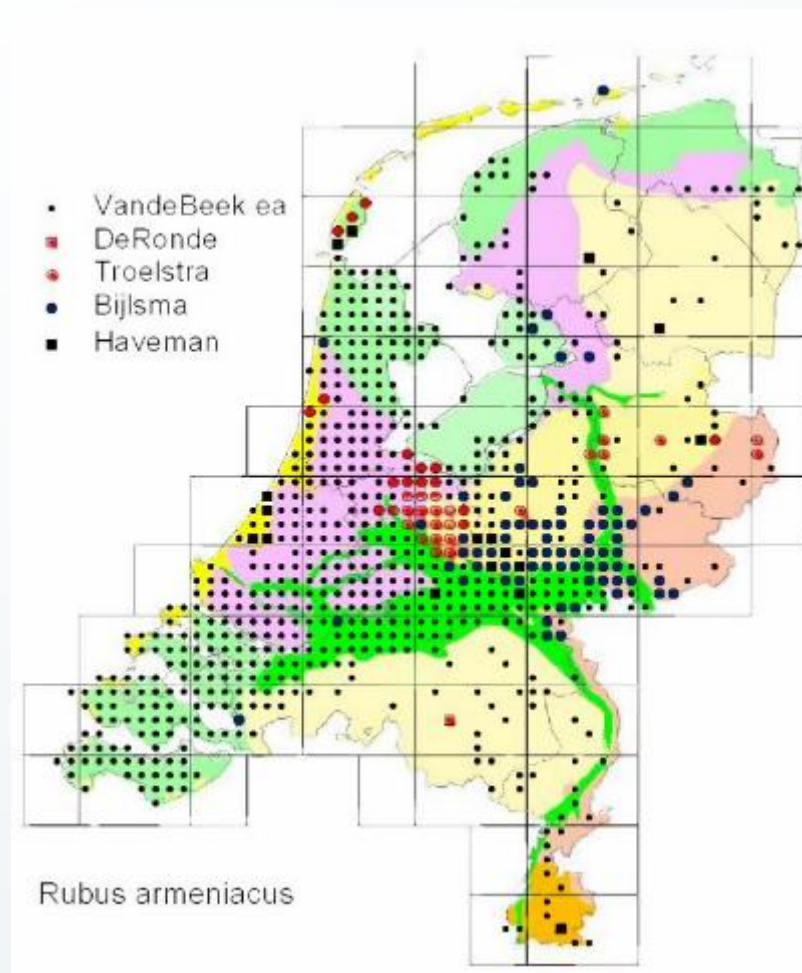 VandeBeek ea
DeRonde
Troelstra
Bijlsma
Haveman
Rubus armeniacus